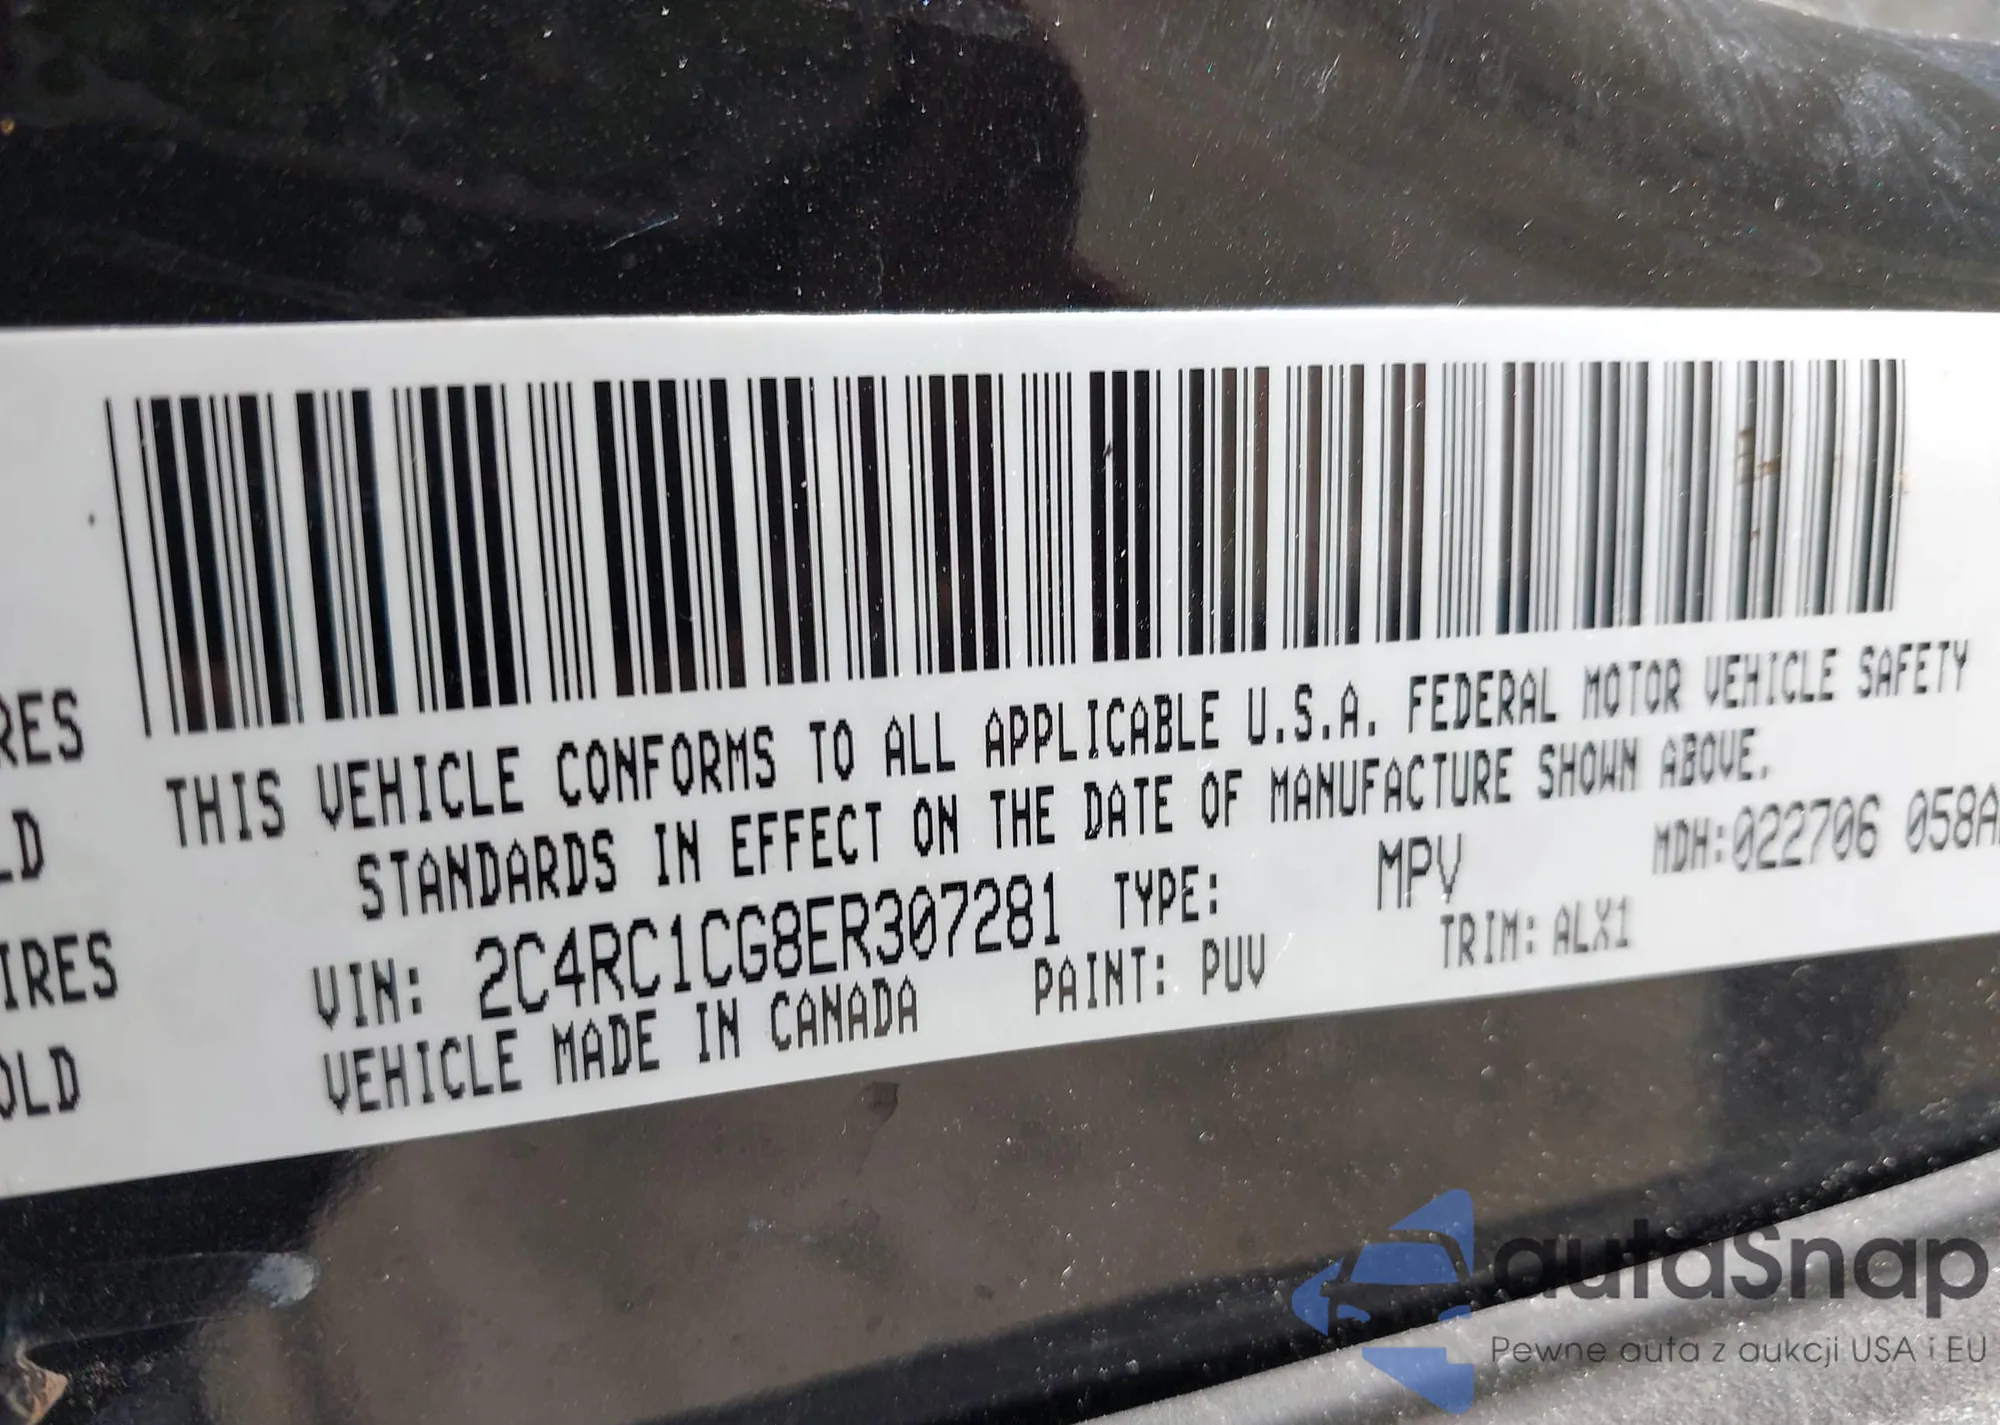 RES
LD
IRES
OLD
THIS VEHICLE CONFORMS TO ALL APPLICABLE U.S.A. FEDERAL MOTOR VEHICLE SAFETY
STANDARDS IN EFFECT ON THE DATE OF MANUFACTURE SHOWN ABOVE.
VIN: 2C4RC1CG8ER307281 TYPE: MPV MDH:022706 058A
VEHICLE MADE IN CANADA PAINT: PUV TRIM: ALX1
autaSnap
Pewne auta z aukcji USA i EU